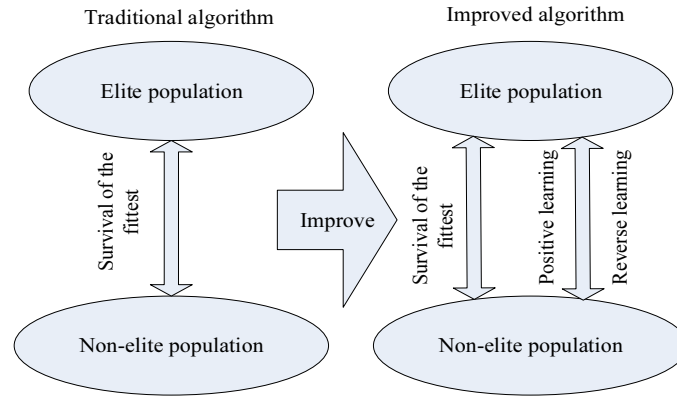 Traditional algorithm
Elite population
Survival of the
fittest
Non-elite population
Improve
Improved algorithm
Elite population
Survival of the
fittest
Positive learning
Reverse learning
Non-elite population